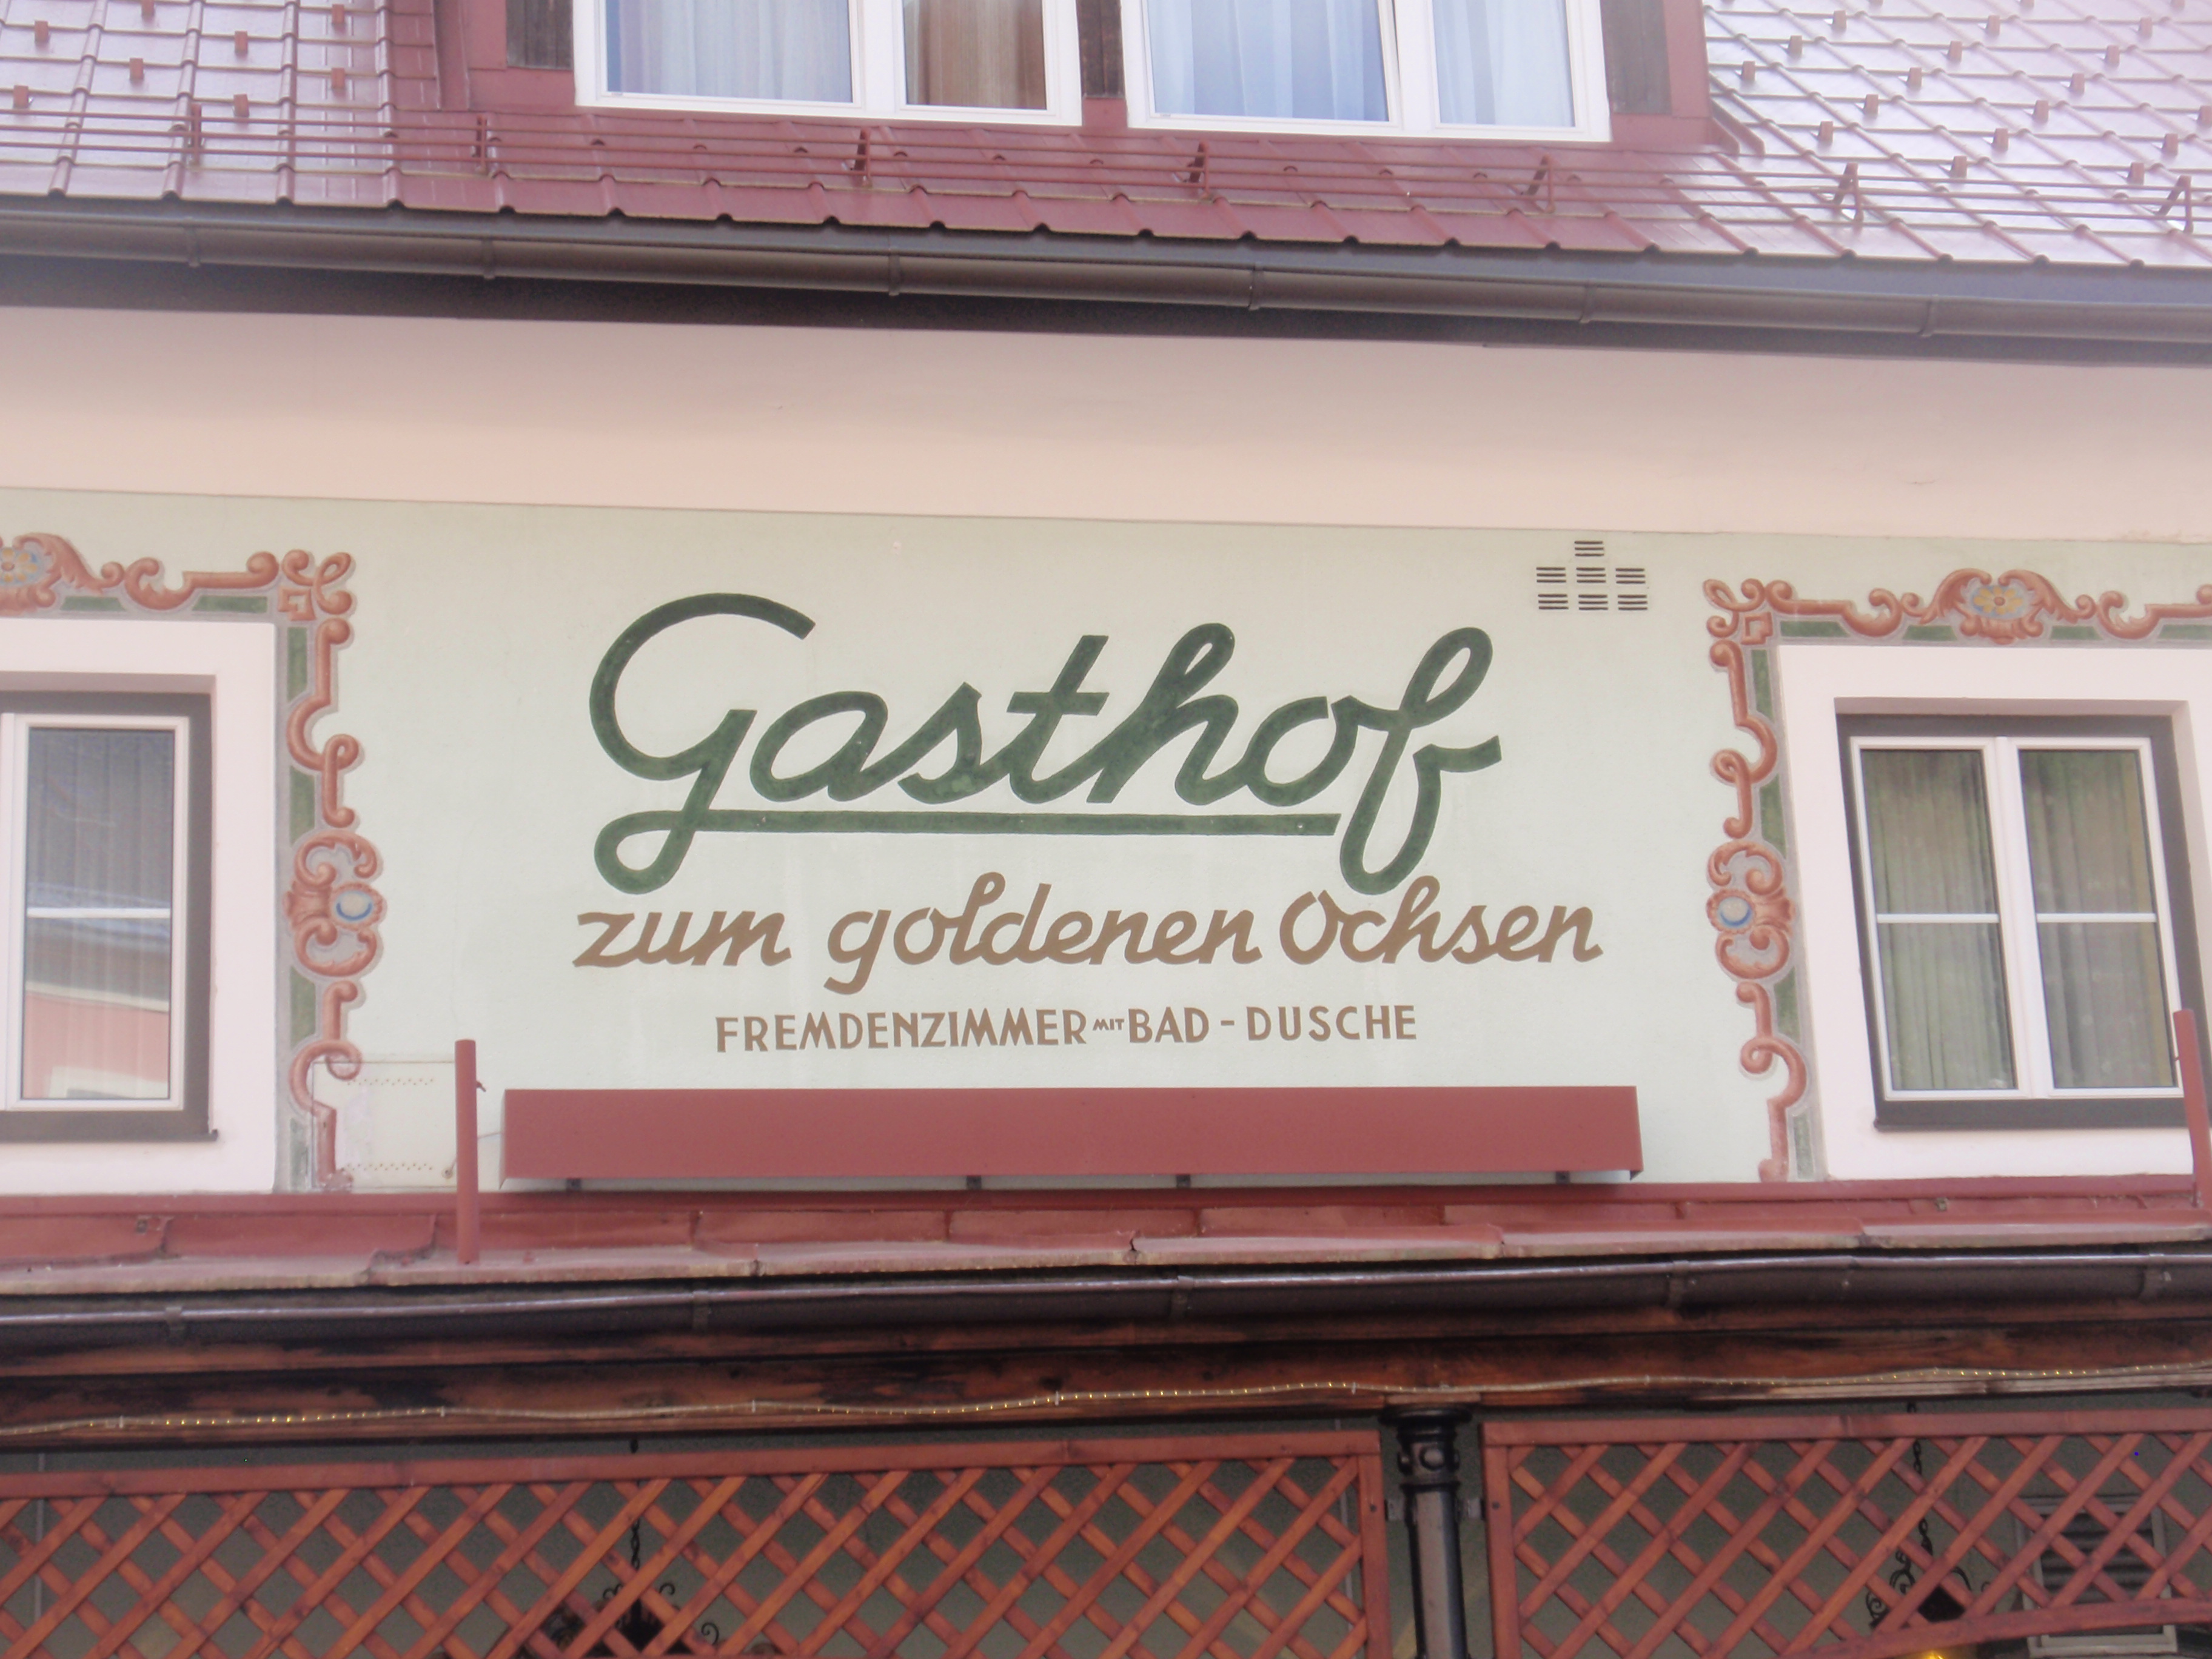 Gasthof
zum goldenen Ochsen
FREMDENZIMMER MIT BAD - DUSCHE